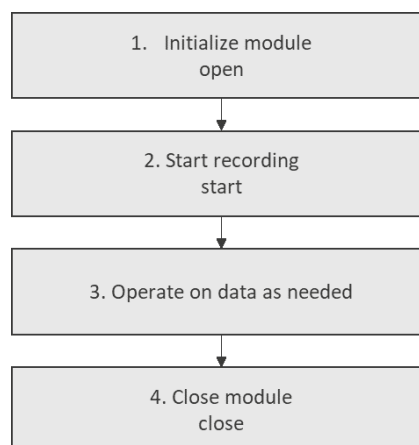 1. Initialize module
open
2. Start recording
start
3. Operate on data as needed
4. Close module
close